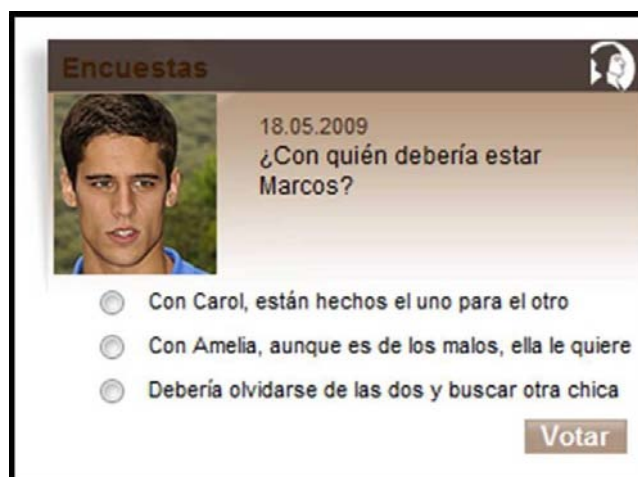 Encuestas
18.05.2009
¿Con quién debería estar
Marcos?
Con Carol, están hechos el uno para el otro
Con Amelia, aunque es de los malos, ella le quiere
Debería olvidarse de las dos y buscar otra chica
Votar